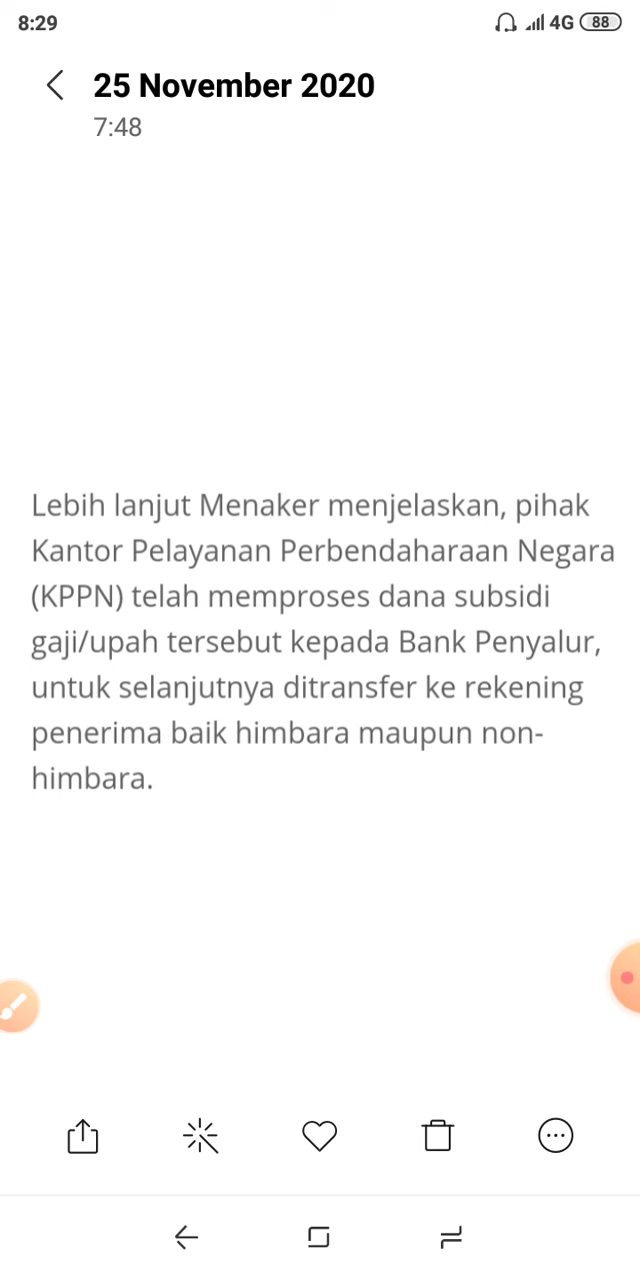 8:29
4G 88
25 November 2020
7:48
Lebih lanjut Menaker menjelaskan, pihak
Kantor Pelayanan Perbendaharaan Negara
(KPPN) telah memproses dana subsidi
gaji/upah tersebut kepada Bank Penyalur,
untuk selanjutnya ditransfer ke rekening
penerima baik himbara maupun non-
himbara.